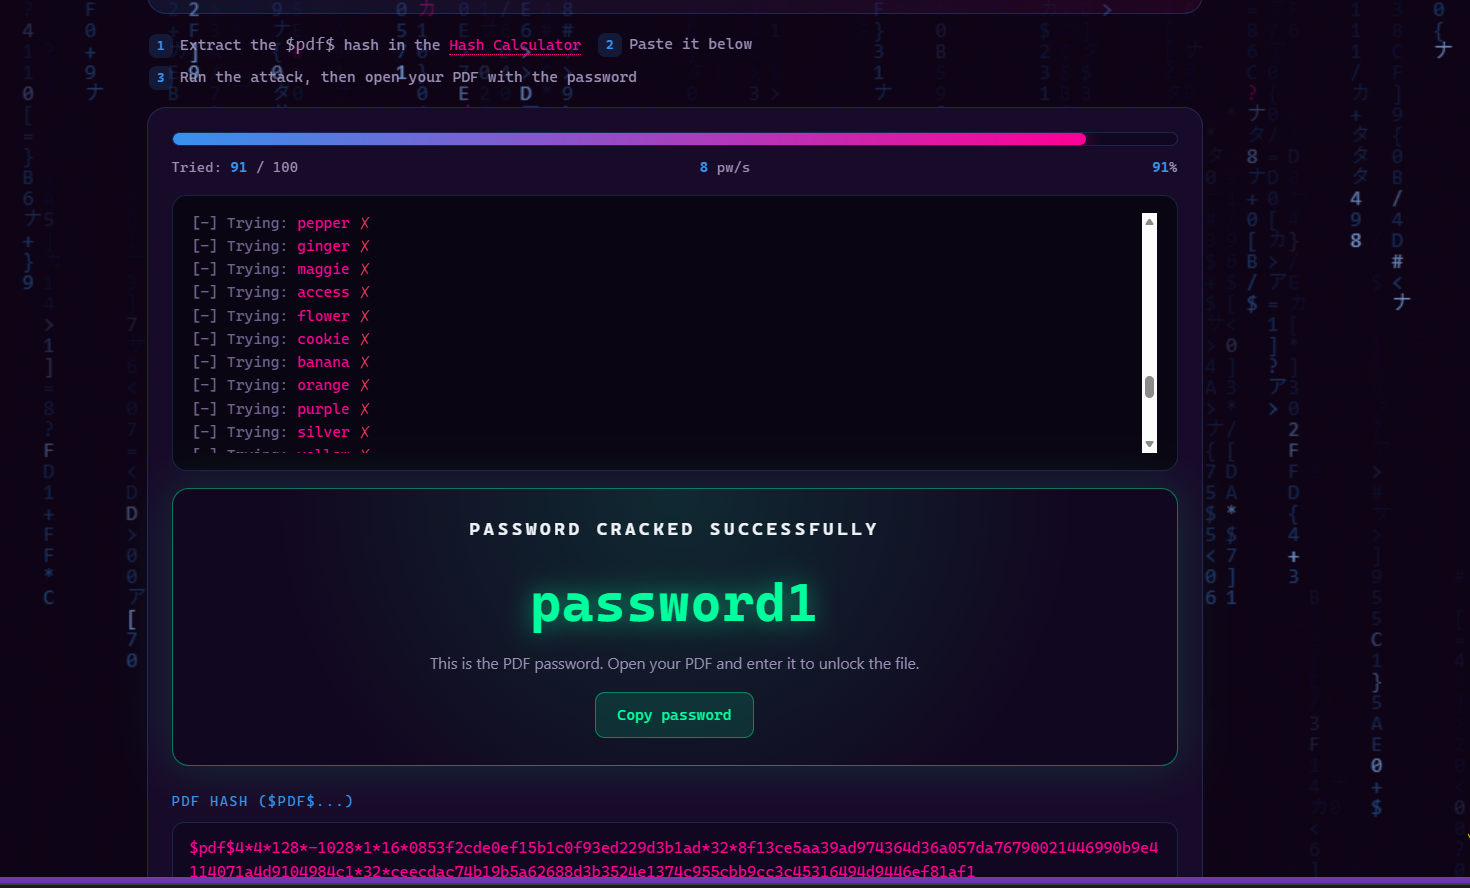 1 Extract the $pdf$ hash in the Hash Calculator 2 Paste it below
3 Run the attack, then open your PDF with the password
Tried: 91 / 100 8 pw/s 91%
[-] Trying: pepper ✗
[-] Trying: ginger ✗
[-] Trying: maggie ✗
[-] Trying: access ✗
[-] Trying: flower ✗
[-] Trying: cookie ✗
[-] Trying: banana ✗
[-] Trying: orange ✗
[-] Trying: purple ✗
[-] Trying: silver ✗
PASSWORD CRACKED SUCCESSFULLY
password1
This is the PDF password. Open your PDF and enter it to unlock the file.
Copy password
PDF HASH ($PDF$...)
$pdf$4*4*128*-1028*1*16*0853f2cde0ef15b1c0f93ed229d3b1ad*32*8f13ce5aa39ad974364d36a057da76790021446990b9e4
114071a4d9104984c1*32*ceecdac74b19b5a62688d3b3524e1374c955cbb9cc3c45316494d9446ef81af1